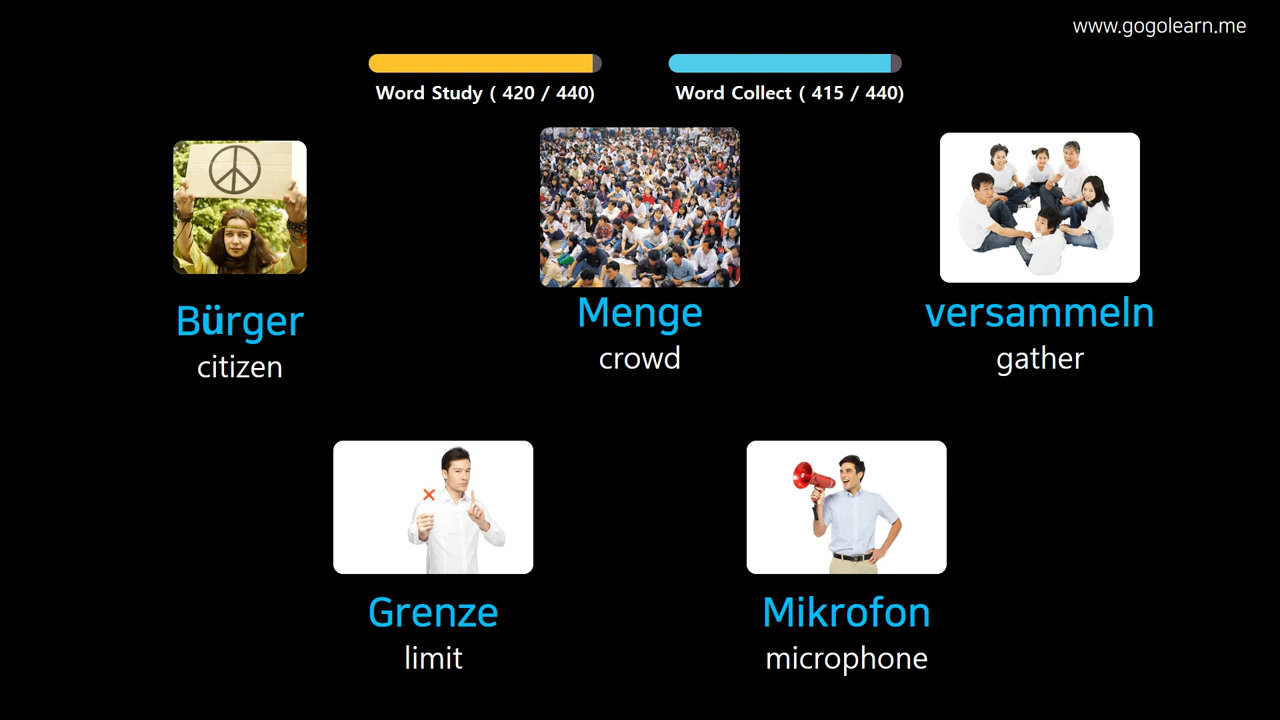 www.gogolearn.me
Word Study ( 420 / 440)
Word Collect ( 415 / 440)
Bürger
citizen
Menge
crowd
versammeln
gather
Grenze
limit
Mikrofon
microphone